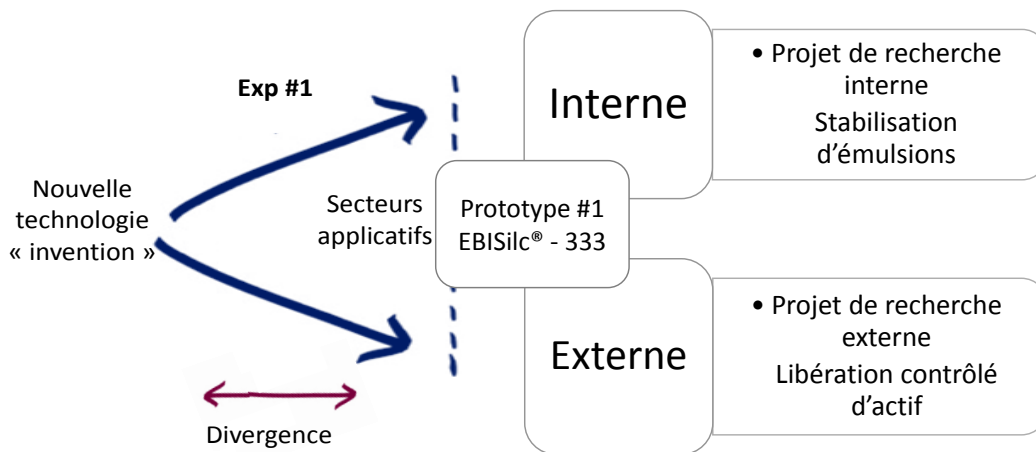 Exp #1
Nouvelle
technologie
« invention »
Secteurs
applicatifs
Divergence
Prototype #1
EBISilc® - 333
Interne
• Projet de recherche
interne
Stabilisation
d'émulsions
Externe
• Projet de recherche
externe
Libération contrôlé
d'actif